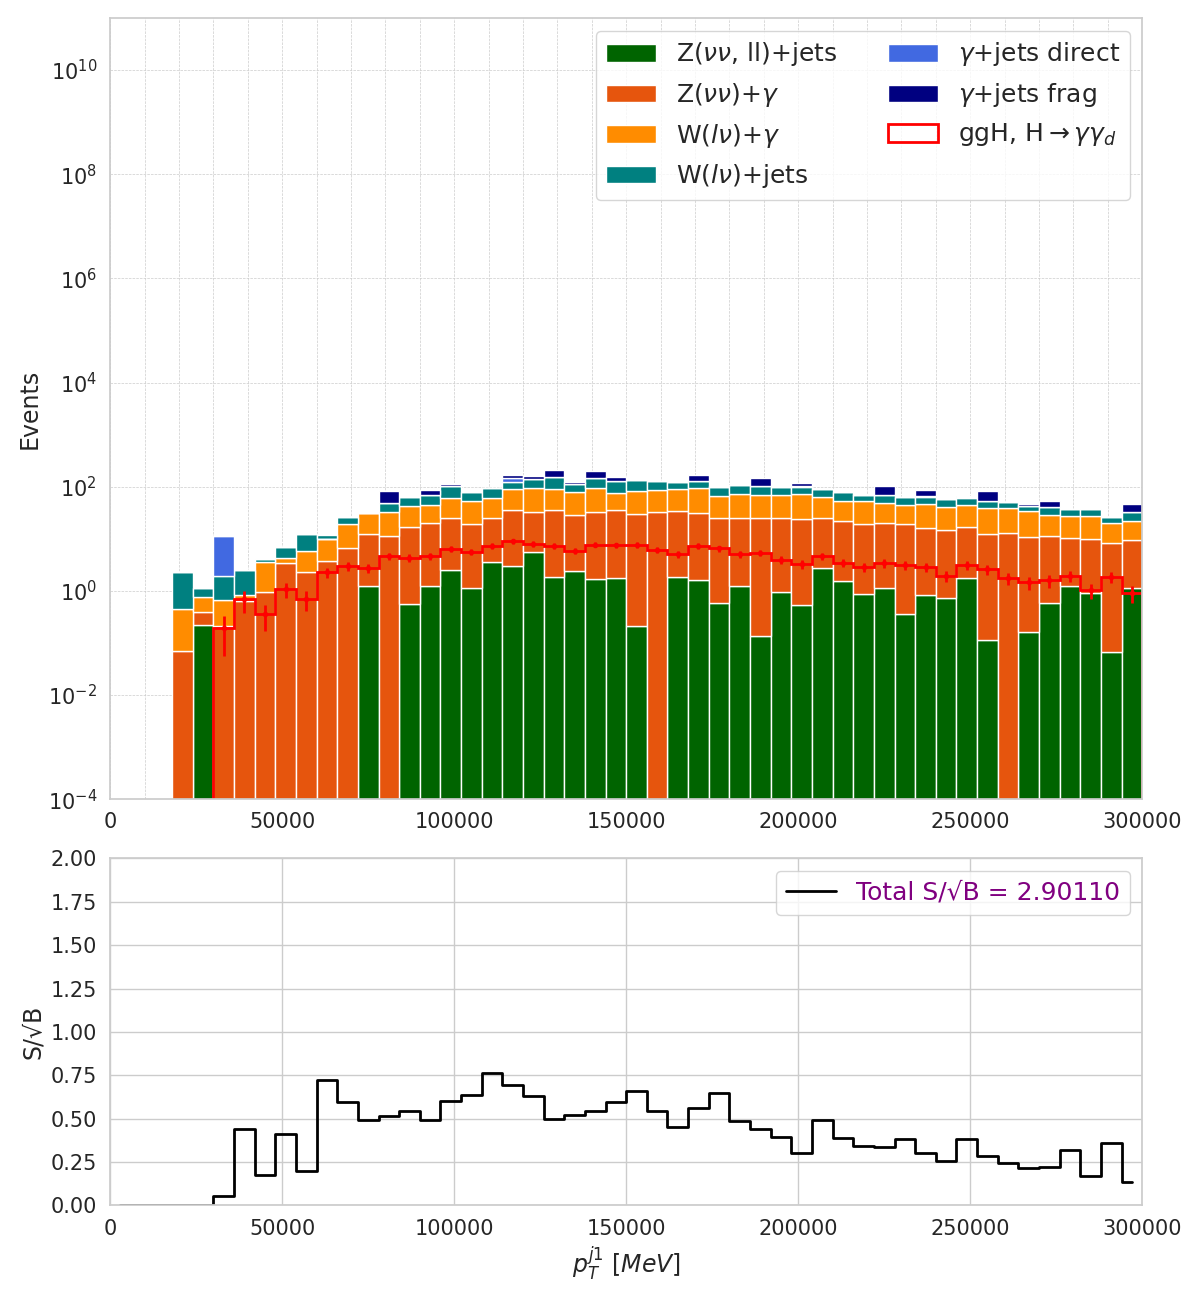 Z(νν, ll)+jets
Z(νν)+γ
W(lν)+γ
W(lν)+jets
γ+jets direct
γ+jets frag
ggH, H→γγ_d
Events
10^10
10^8
10^6
10^4
10^2
10^0
10^−2
10^−4
0 50000 100000 150000 200000 250000 300000
Total S/√B = 2.90110
S/√B
2.00
1.75
1.50
1.25
1.00
0.75
0.50
0.25
0.00
0 50000 100000 150000 200000 250000 300000
p_T^j1 [MeV]